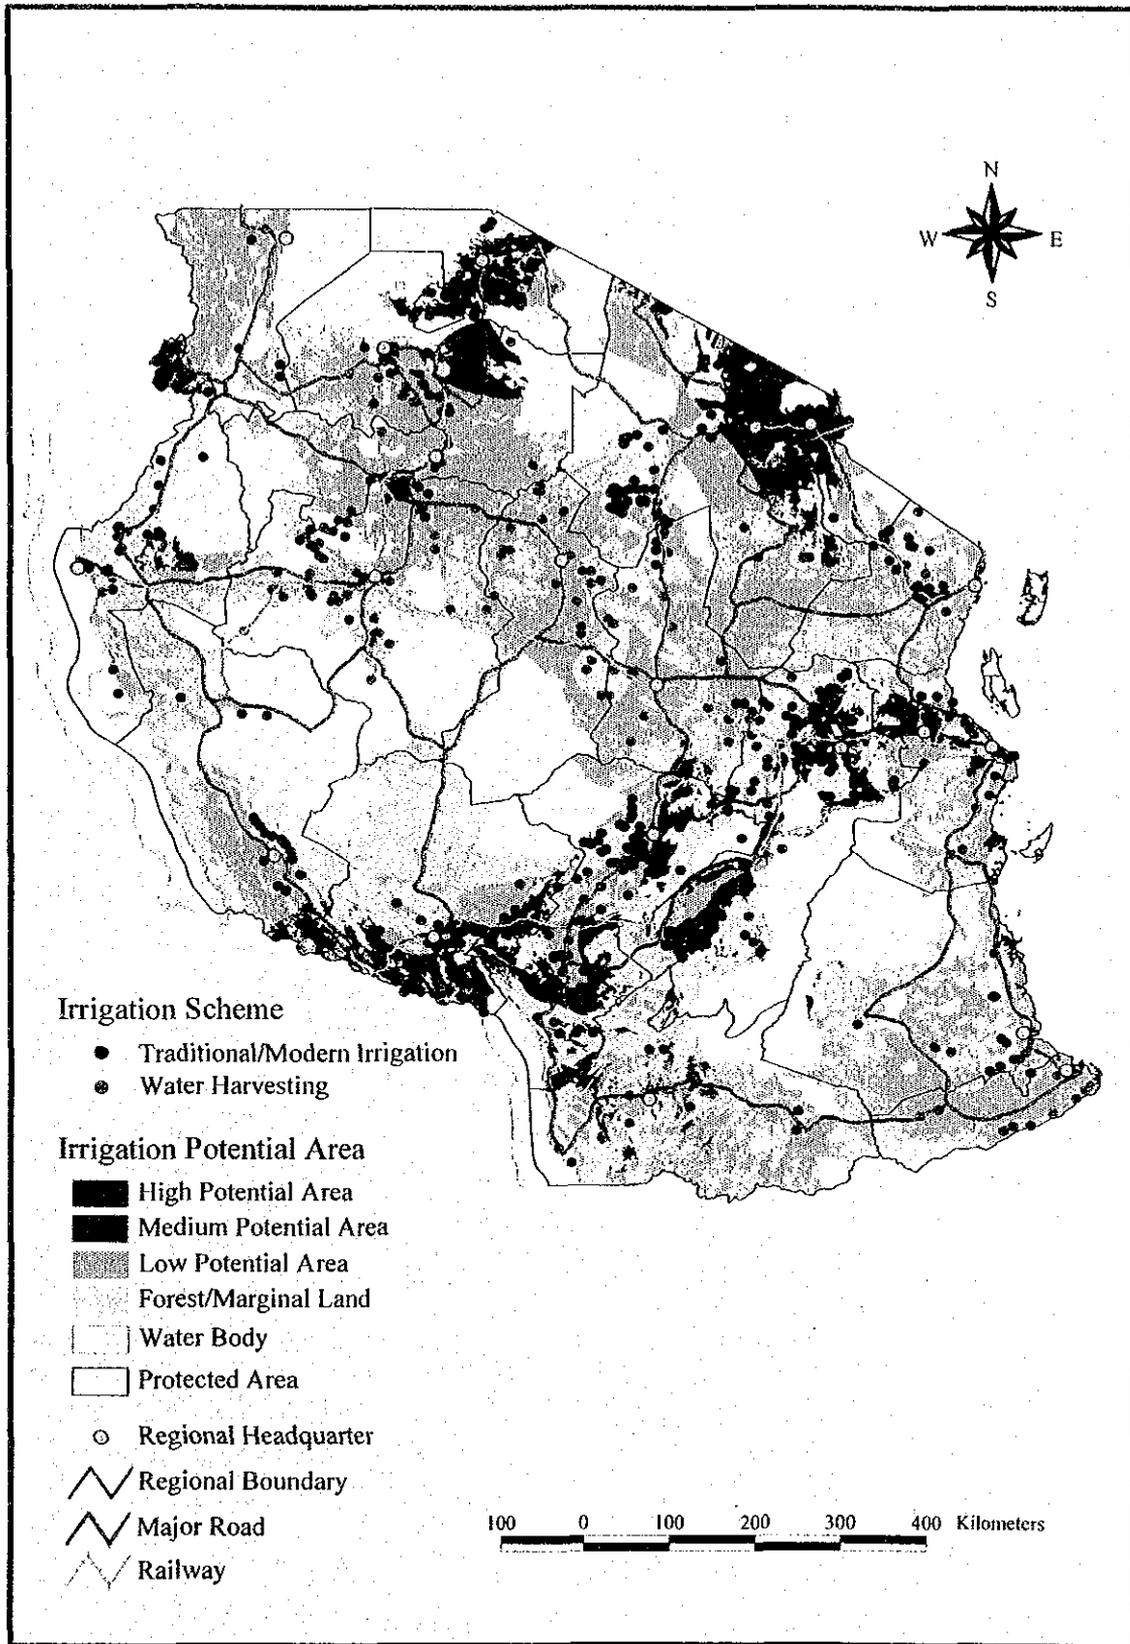 N
W E
S
Irrigation Scheme
Traditional/Modern Irrigation
Water Harvesting
Irrigation Potential Area
High Potential Area
Medium Potential Area
Low Potential Area
Forest/Marginal Land
Water Body
Protected Area
Regional Headquarter
Regional Boundary
Major Road
Railway
100 0 100 200 300 400 Kilometers